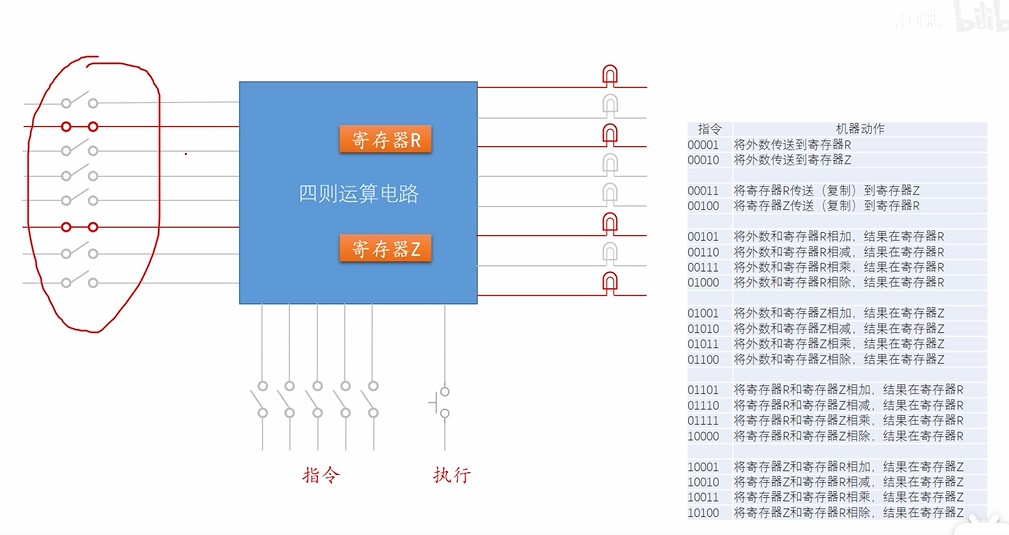 寄存器R
四则运算电路
寄存器Z
指令
执行
指令 机器动作
00001 将外数传送到寄存器R
00010 将外数传送到寄存器Z
00011 将寄存器R传送（复制）到寄存器Z
00100 将寄存器Z传送（复制）到寄存器R
00101 将外数和寄存器R相加，结果在寄存器R
00110 将外数和寄存器R相减，结果在寄存器R
00111 将外数和寄存器R相乘，结果在寄存器R
01000 将外数和寄存器R相除，结果在寄存器R
01001 将外数和寄存器Z相加，结果在寄存器Z
01010 将外数和寄存器Z相减，结果在寄存器Z
01011 将外数和寄存器Z相乘，结果在寄存器Z
01100 将外数和寄存器Z相除，结果在寄存器Z
01101 将寄存器R和寄存器Z相加，结果在寄存器R
01110 将寄存器R和寄存器Z相减，结果在寄存器R
01111 将寄存器R和寄存器Z相乘，结果在寄存器R
10000 将寄存器R和寄存器Z相除，结果在寄存器R
10001 将寄存器Z和寄存器R相加，结果在寄存器Z
10010 将寄存器Z和寄存器R相减，结果在寄存器Z
10011 将寄存器Z和寄存器R相乘，结果在寄存器Z
10100 将寄存器Z和寄存器R相除，结果在寄存器Z